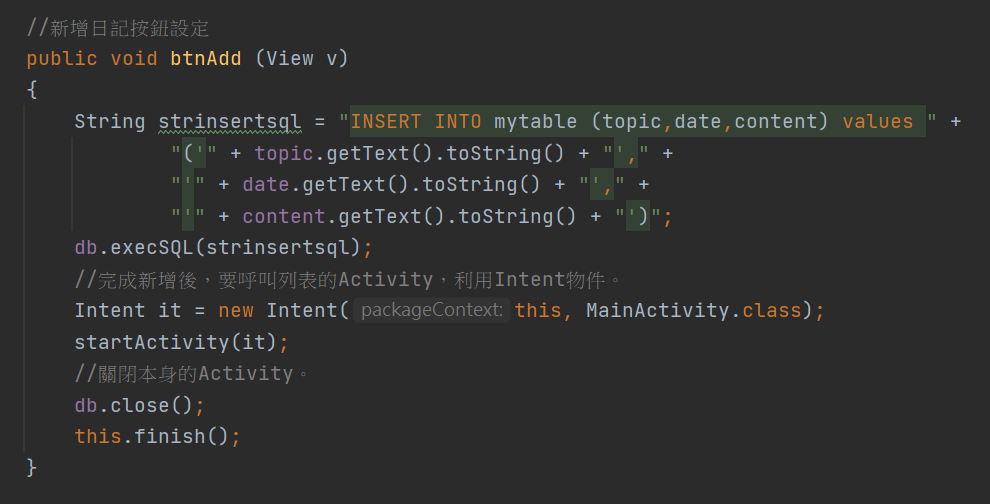 //新增日記按鈕設定
public void btnAdd (View v)
{
String strinsertsql = "INSERT INTO mytable (topic,date,content) values " +
"('" + topic.getText().toString() + "'," +
"'" + date.getText().toString() + "'," +
"'" + content.getText().toString() + "')";
db.execSQL(strinsertsql);
//完成新增後，要呼叫列表的Activity，利用Intent物件。
Intent it = new Intent( packageContext: this, MainActivity.class);
startActivity(it);
//關閉本身的Activity。
db.close();
this.finish();
}